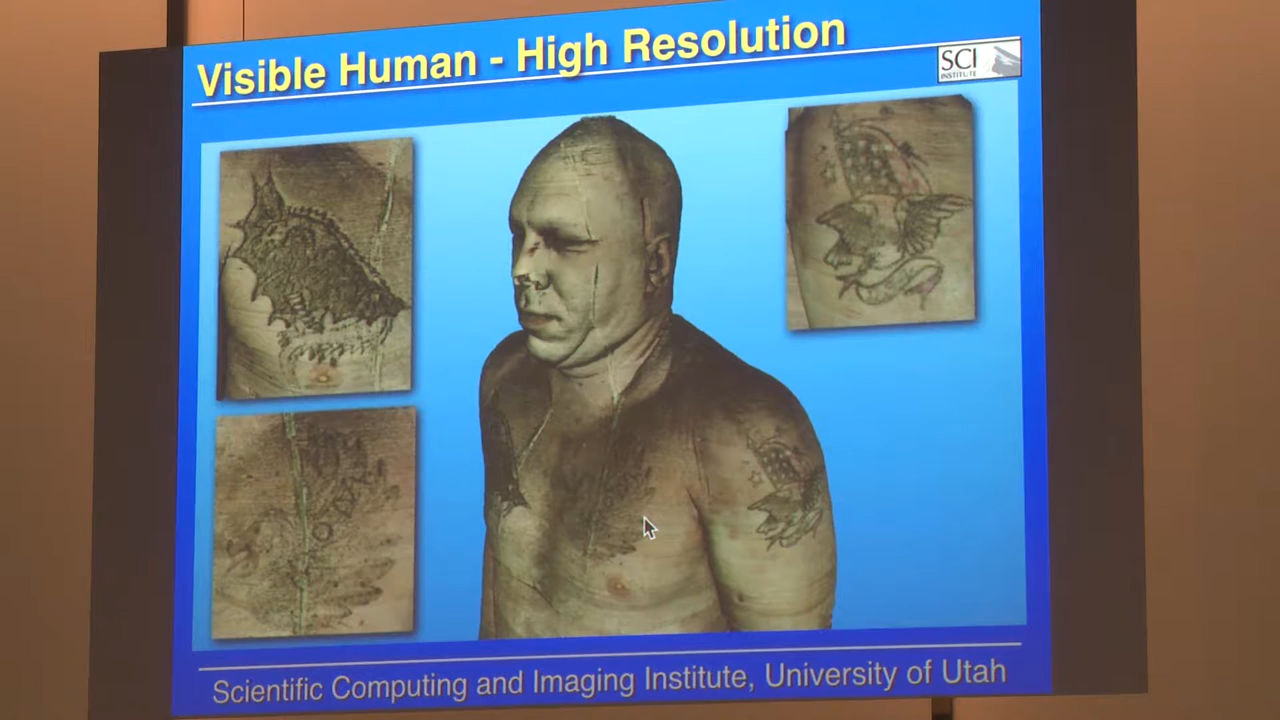 Visible Human - High Resolution
SCI
INSTITUTE
Scientific Computing and Imaging Institute, University of Utah